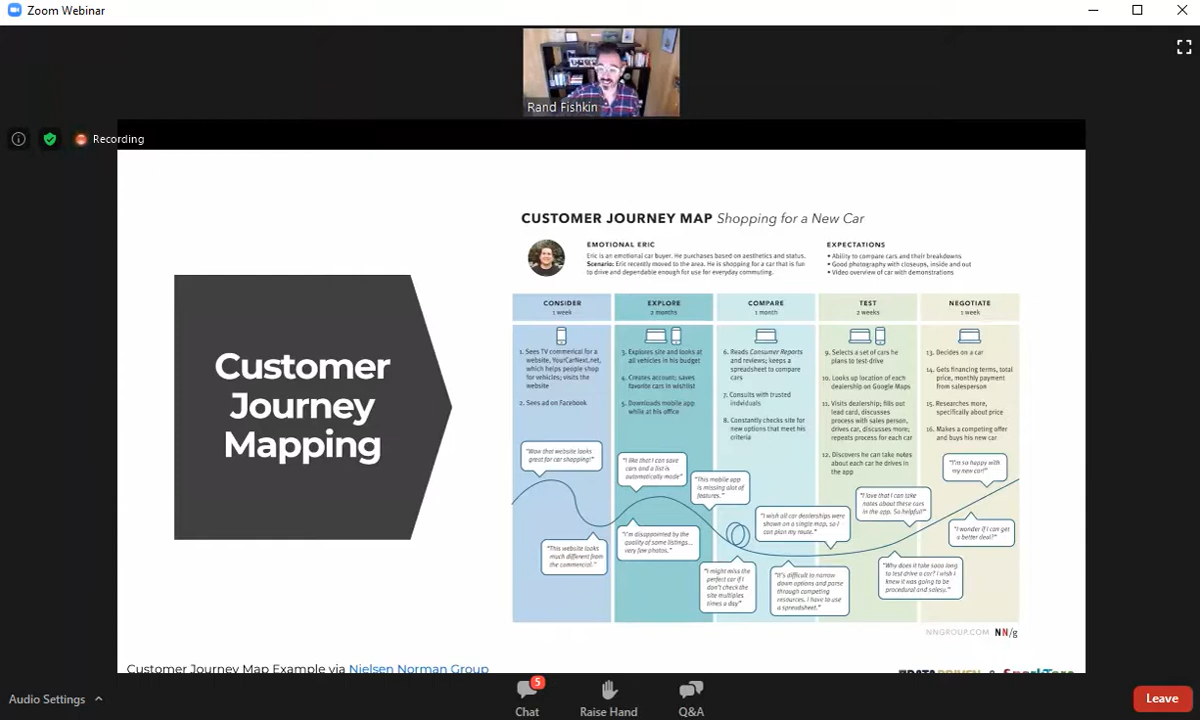 Zoom Webinar
Rand Fishkin
Recording
CUSTOMER JOURNEY MAP Shopping for a New Car
EMOTIONAL ERIC
Eric is an emotional car buyer. He purchases based on aesthetics and status.
Scenario: Eric recently moved to the area. He is shopping for a car that is fun
to drive and dependable enough for use for everyday commuting.
EXPECTATIONS
• Ability to compare cars and their breakdowns
• Good photography with closeups, inside and out
• Video overview of car with demonstrations
Customer
Journey
Mapping
CONSIDER
1 week
EXPLORE
2 months
COMPARE
1 month
TEST
2 weeks
NEGOTIATE
1 week
1. Sees TV commerical for a
website, YourCarNext.net,
which helps people shop
for vehicles; visits the
website
2. Sees ad on Facebook
3. Explores site and looks at
all vehicles in his budget
4. Creates account; saves
favorite cars in wishlist
5. Downloads mobile app
while at his office
6. Reads Consumer Reports
and reviews; keeps a
spreadsheet to compare
cars
7. Consults with trusted
individuals
8. Constantly checks site for
new options that meet his
criteria
9. Selects a set of cars he
plans to test-drive
10. Looks up location of each
dealership on Google Maps
11. Visits dealership; fills out
lead card, discusses
process with sales person,
drives car, discusses more;
repeats process for each car
12. Discovers he can take notes
about each car he drives in
the app
13. Decides on a car
14. Gets financing terms, total
price, monthly payment
from salesperson
15. Researches more,
specifically about price
16. Makes a competing offer
and buys his new car
"Wow that website looks
great for car shopping!"
"This website looks
much different from
the commercial."
"I like that I can save
cars and a list is
automatically made"
"I'm disappointed by the
quality of some listings...
very few photos."
"This mobile app
is missing alot of
features."
"I might miss the
perfect car if I
don't check the
site multiples
times a day"
"I wish all car dealerships were
shown on a single map, so I
can plan my route."
"It's difficult to narrow
down options and parse
through competing
resources. I have to use
a spreadsheet."
"I love that I can take
notes about these cars
in the app. So helpful!"
"Why does it take sooo long
to test drive a car? I wish I
knew it was going to be
procedural and salesy."
"I'm so happy with
my new car!"
"I wonder if I can get
a better deal?"
NNGROUP.COM NN/g
Customer Journey Map Example via Nielsen Norman Group
Audio Settings
5
Chat
Raise Hand
Q&A
Leave